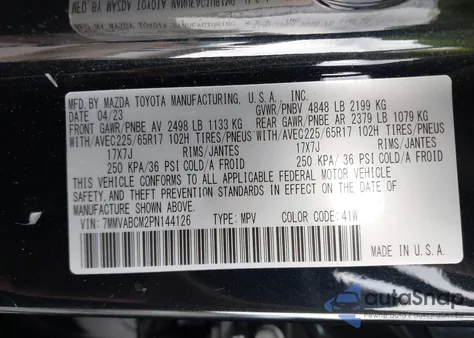 MFD.BY MAZDA TOYOTA MANUFACTURING, U.S.A., INC.
DATE 04/23 GVWR/PNBV 4848 LB 2199 KG
FRONT GAWR/PNBE AV 2498 LB 1133 KG REAR GAWR/PNBE AR 2379 LB 1079 KG
WITH/AVEC225/65R17 102H TIRES/PNEUS WITH/AVEC225/65R17 102H TIRES/PNEUS
17X7J RIMS/JANTES 17X7J RIMS/JANTES
250 KPA/36 PSI COLD/A FROID 250 KPA/36 PSI COLD/A FROID
THIS VEHICLE CONFORMS TO ALL APPLICABLE FEDERAL MOTOR VEHICLE
SAFETY, AND THEFT PREVENTION STANDARDS IN EFFECT ON THE DATE OF
MANUFACTURE SHOWN ABOVE.
VIN: 7MMVABCM2PN144126 TYPE: MPV COLOR CODE: 41W
autoSnap